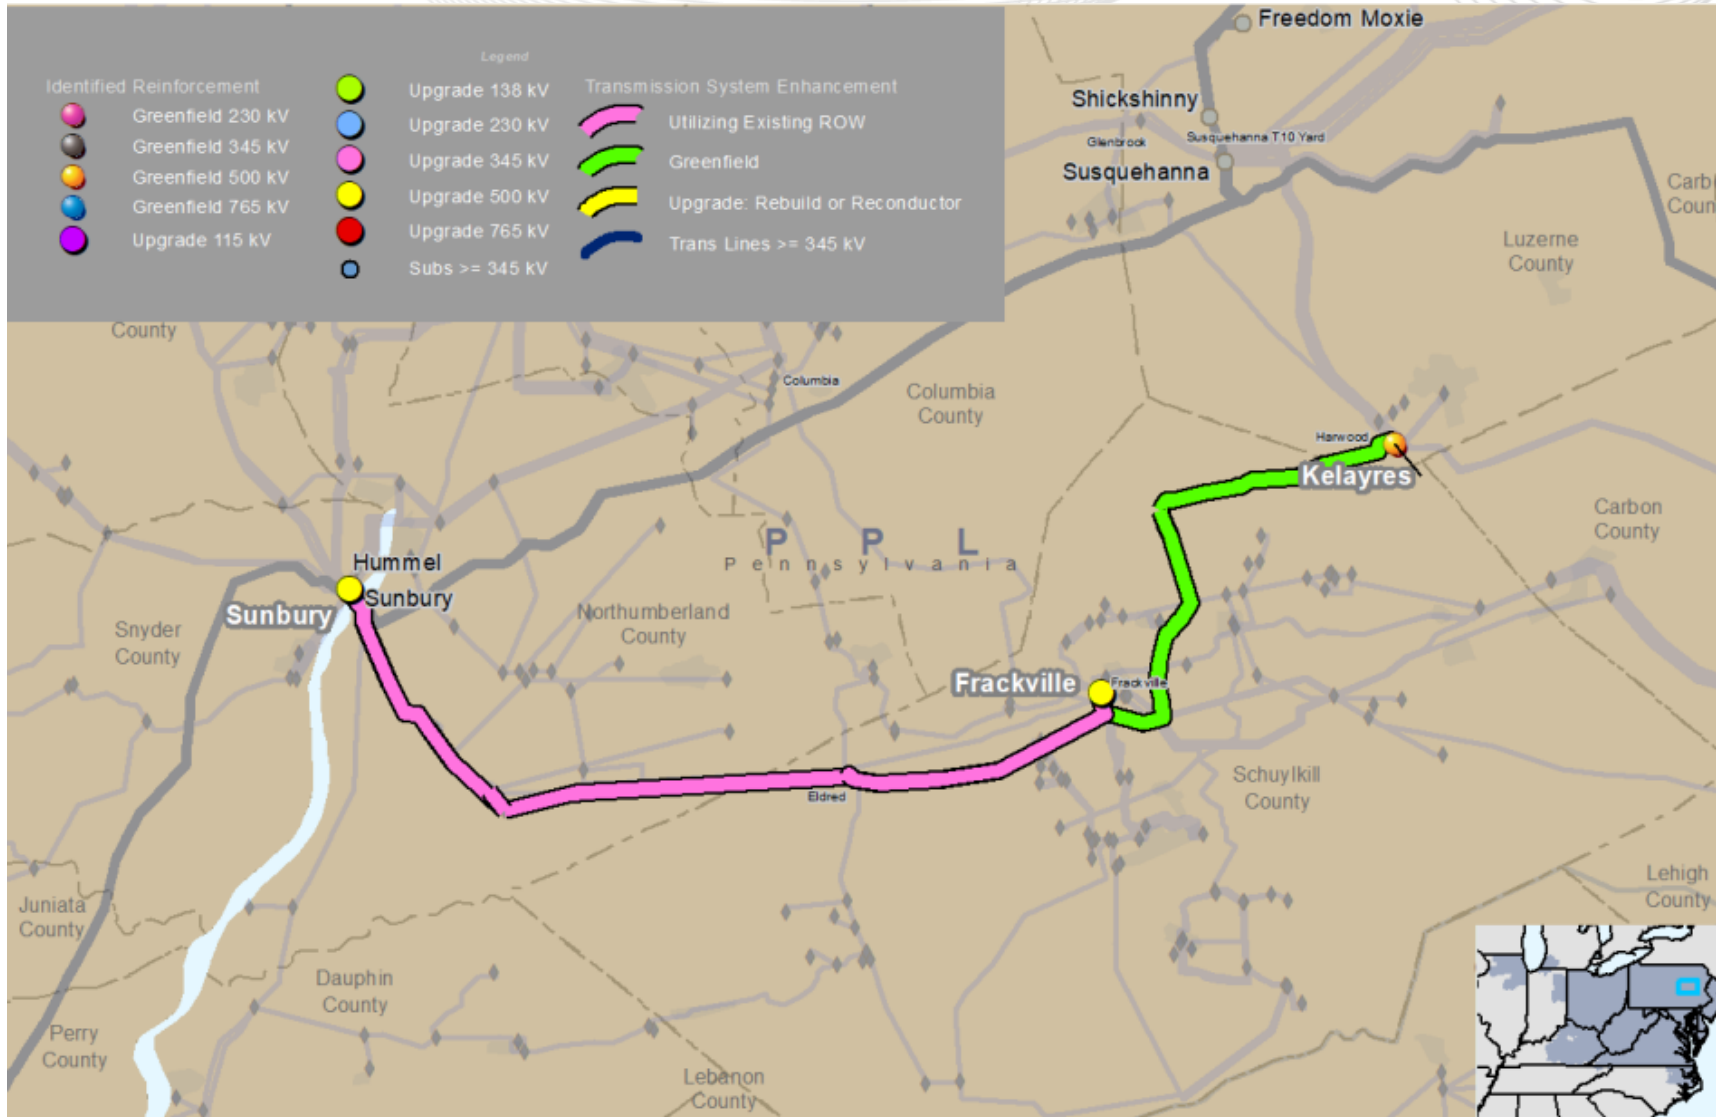 Legend
Identified Reinforcement
Greenfield 230 kV
Greenfield 345 kV
Greenfield 500 kV
Greenfield 765 kV
Upgrade 115 kV
Upgrade 138 kV
Upgrade 230 kV
Upgrade 345 kV
Upgrade 500 kV
Upgrade 765 kV
Subs >= 345 kV
Transmission System Enhancement
Utilizing Existing ROW
Greenfield
Upgrade: Rebuild or Reconductor
Trans Lines >= 345 kV
Freedom Moxie
Shickshinny
Susquehanna T10 Yard
Glenbrook
Susquehanna
Luzerne
County
County
Columbia
Columbia
County
Harwood
Kelayres
Carbon
County
P P L
Pennsylvania
Hummel
Sunbury
Sunbury
Snyder
County
Northumberland
County
Frackville
Frackville
Eldred
Schuylkill
County
Juniata
County
Lehigh
County
Dauphin
County
Perry
County
Lebanon
County